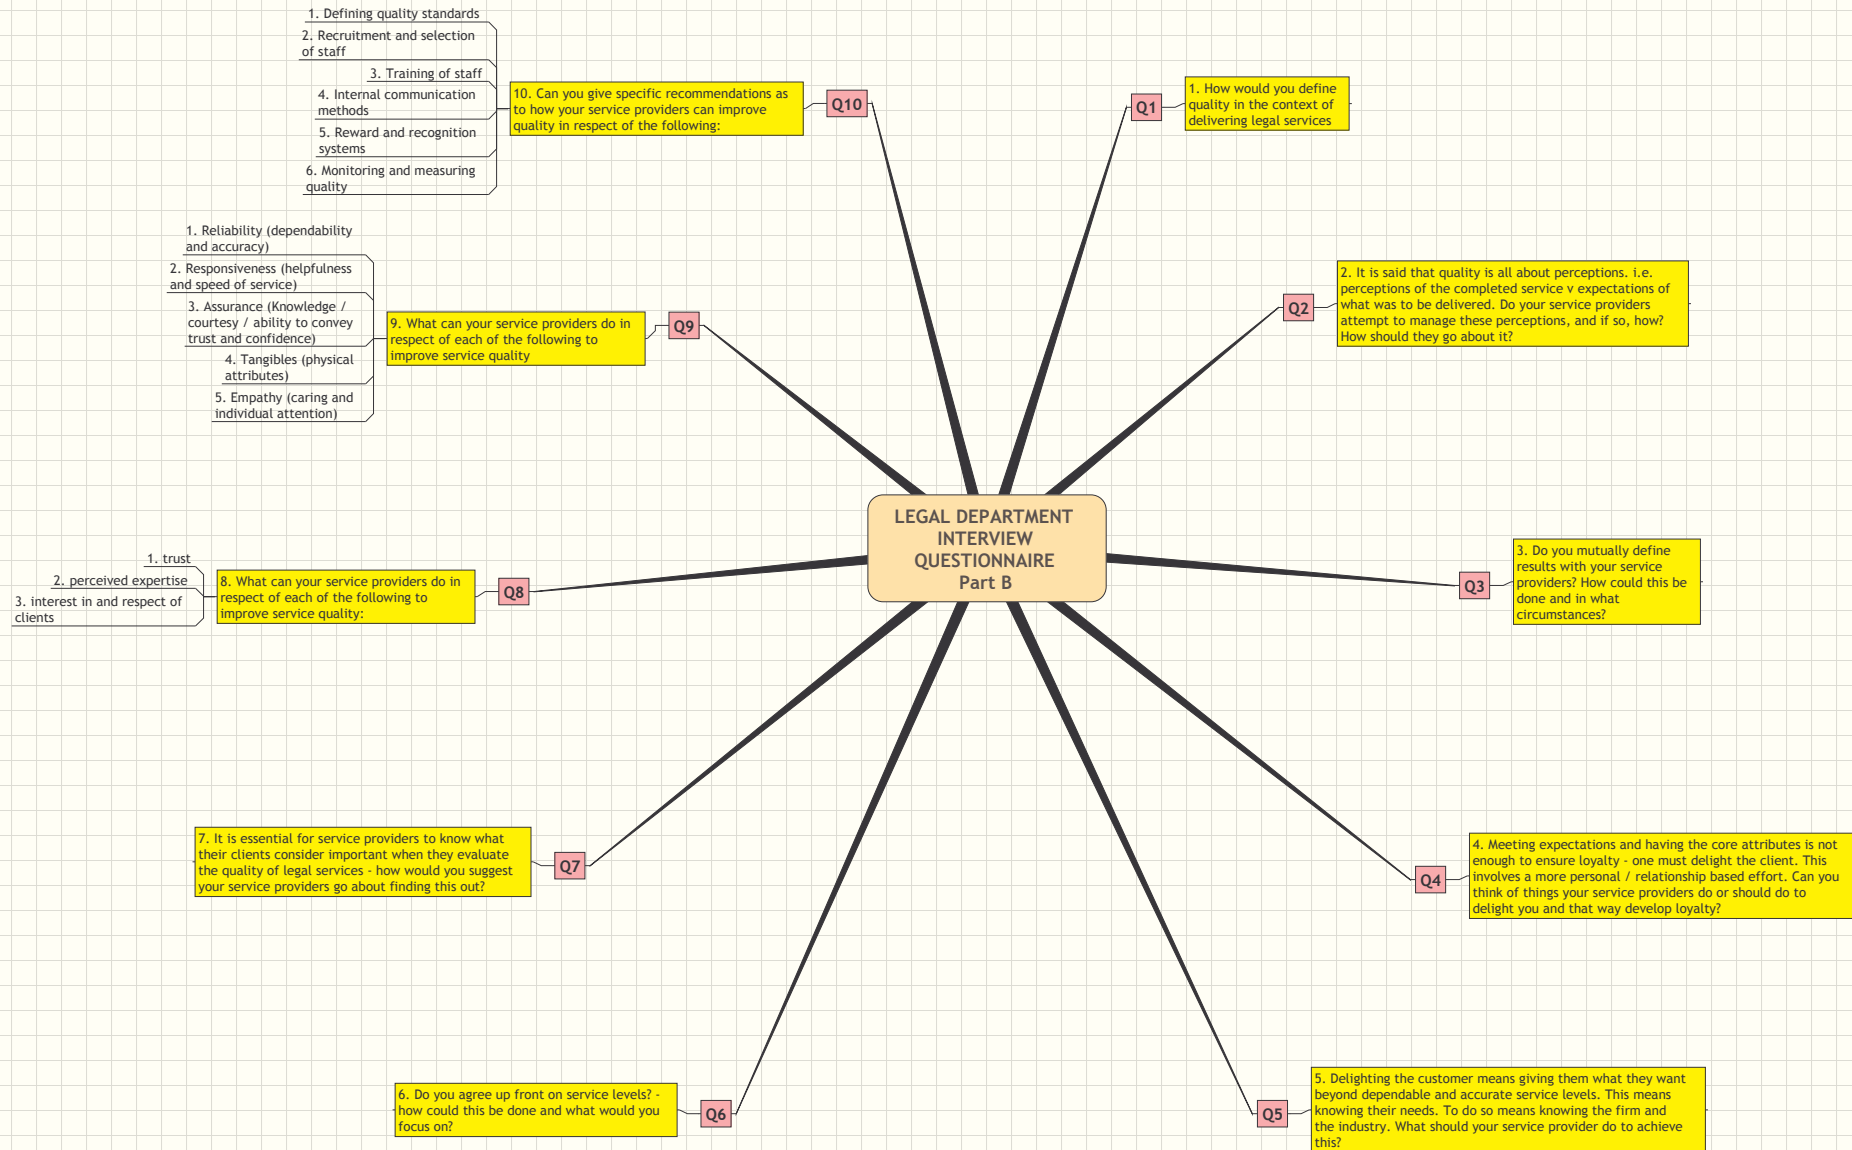 LEGAL DEPARTMENT
INTERVIEW
QUESTIONNAIRE
Part B
Q1
1. How would you define
quality in the context of
delivering legal services
Q2
2. It is said that quality is all about perceptions. i.e.
perceptions of the completed service v expectations of
what was to be delivered. Do your service providers
attempt to manage these perceptions, and if so, how?
How should they go about it?
Q3
3. Do you mutually define
results with your service
providers? How could this be
done and in what
circumstances?
Q4
4. Meeting expectations and having the core attributes is not
enough to ensure loyalty - one must delight the client. This
involves a more personal / relationship based effort. Can you
think of things your service providers do or should do to
delight you and that way develop loyalty?
Q5
5. Delighting the customer means giving them what they want
beyond dependable and accurate service levels. This means
knowing their needs. To do so means knowing the firm and
the industry. What should your service provider do to achieve
this?
Q6
6. Do you agree up front on service levels? -
how could this be done and what would you
focus on?
Q7
7. It is essential for service providers to know what
their clients consider important when they evaluate
the quality of legal services - how would you suggest
your service providers go about finding this out?
Q8
8. What can your service providers do in
respect of each of the following to
improve service quality:
1. trust
2. perceived expertise
3. interest in and respect of
clients
Q9
9. What can your service providers do in
respect of each of the following to
improve service quality
1. Reliability (dependability
and accuracy)
2. Responsiveness (helpfulness
and speed of service)
3. Assurance (Knowledge /
courtesy / ability to convey
trust and confidence)
4. Tangibles (physical
attributes)
5. Empathy (caring and
individual attention)
Q10
10. Can you give specific recommendations as
to how your service providers can improve
quality in respect of the following:
1. Defining quality standards
2. Recruitment and selection
of staff
3. Training of staff
4. Internal communication
methods
5. Reward and recognition
systems
6. Monitoring and measuring
quality